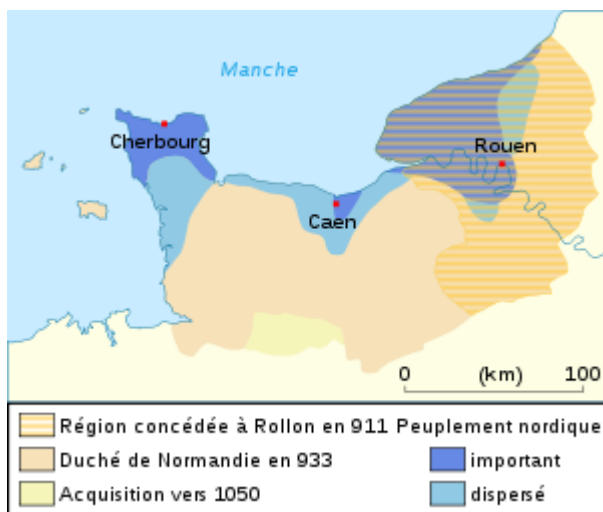 Manche
Cherbourg
Rouen
Caen
0 (km) 100
Région concédée à Rollon en 911 Peuplement nordique
Duché de Normandie en 933 important
Acquisition vers 1050 dispersé